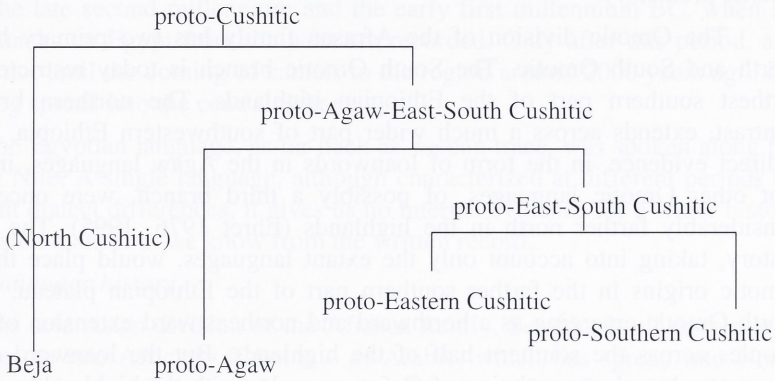 proto-Cushitic
proto-Agaw-East-South Cushitic
proto-East-South Cushitic
(North Cushitic)
proto-Eastern Cushitic
proto-Southern Cushitic
Beja proto-Agaw